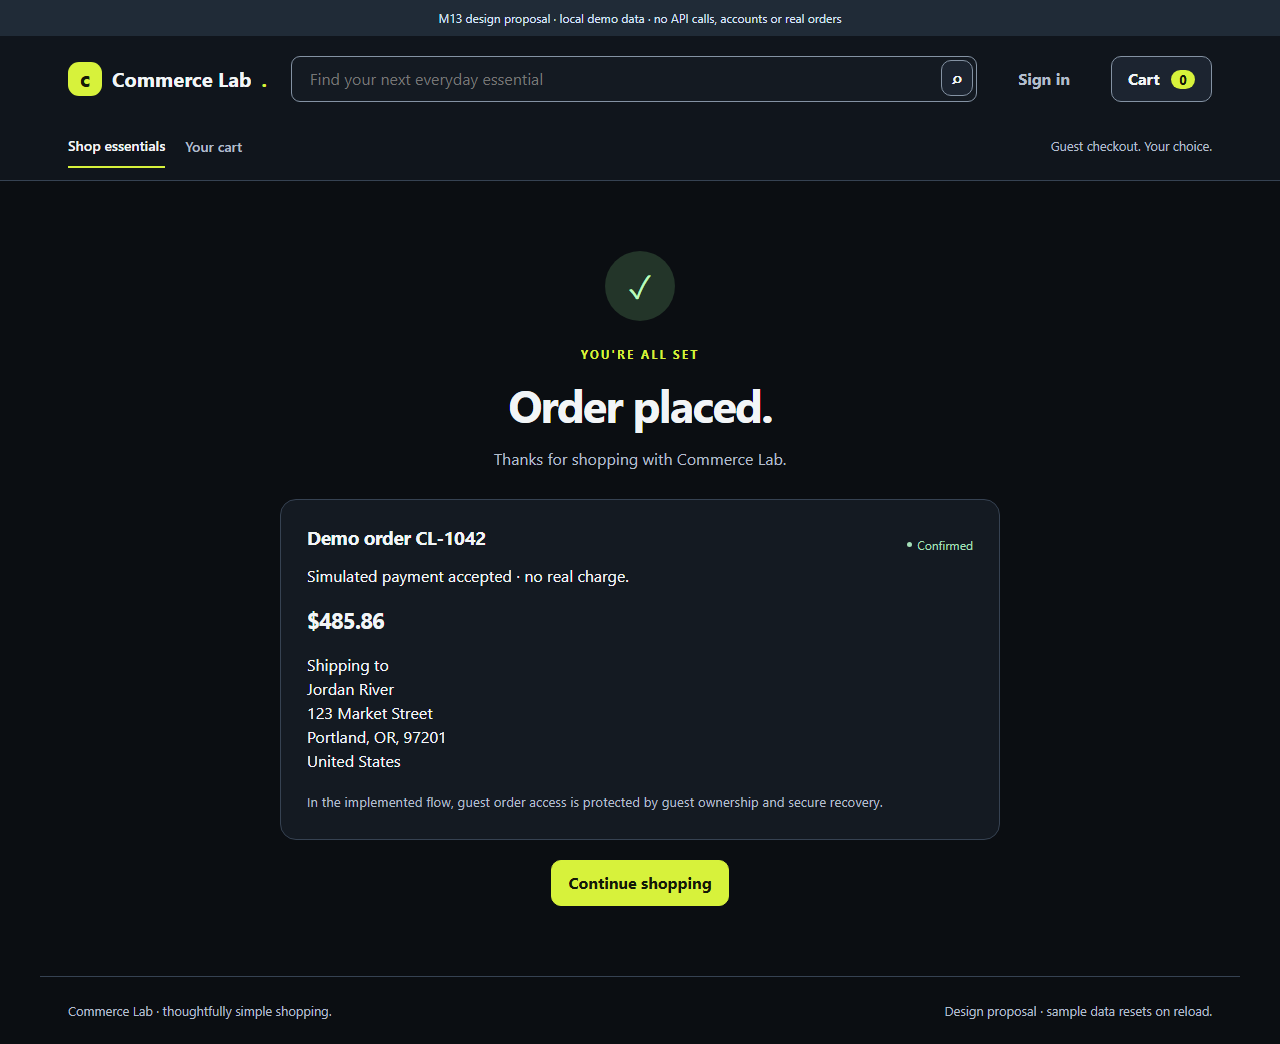 M13 design proposal · local demo data · no API calls, accounts or real orders
c Commerce Lab .
Find your next everyday essential
Sign in
Cart 0
Shop essentials
Your cart
Guest checkout. Your choice.
YOU'RE ALL SET
Order placed.
Thanks for shopping with Commerce Lab.
Demo order CL-1042
Confirmed
Simulated payment accepted · no real charge.
$485.86
Shipping to
Jordan River
123 Market Street
Portland, OR, 97201
United States
In the implemented flow, guest order access is protected by guest ownership and secure recovery.
Continue shopping
Commerce Lab · thoughtfully simple shopping.
Design proposal · sample data resets on reload.